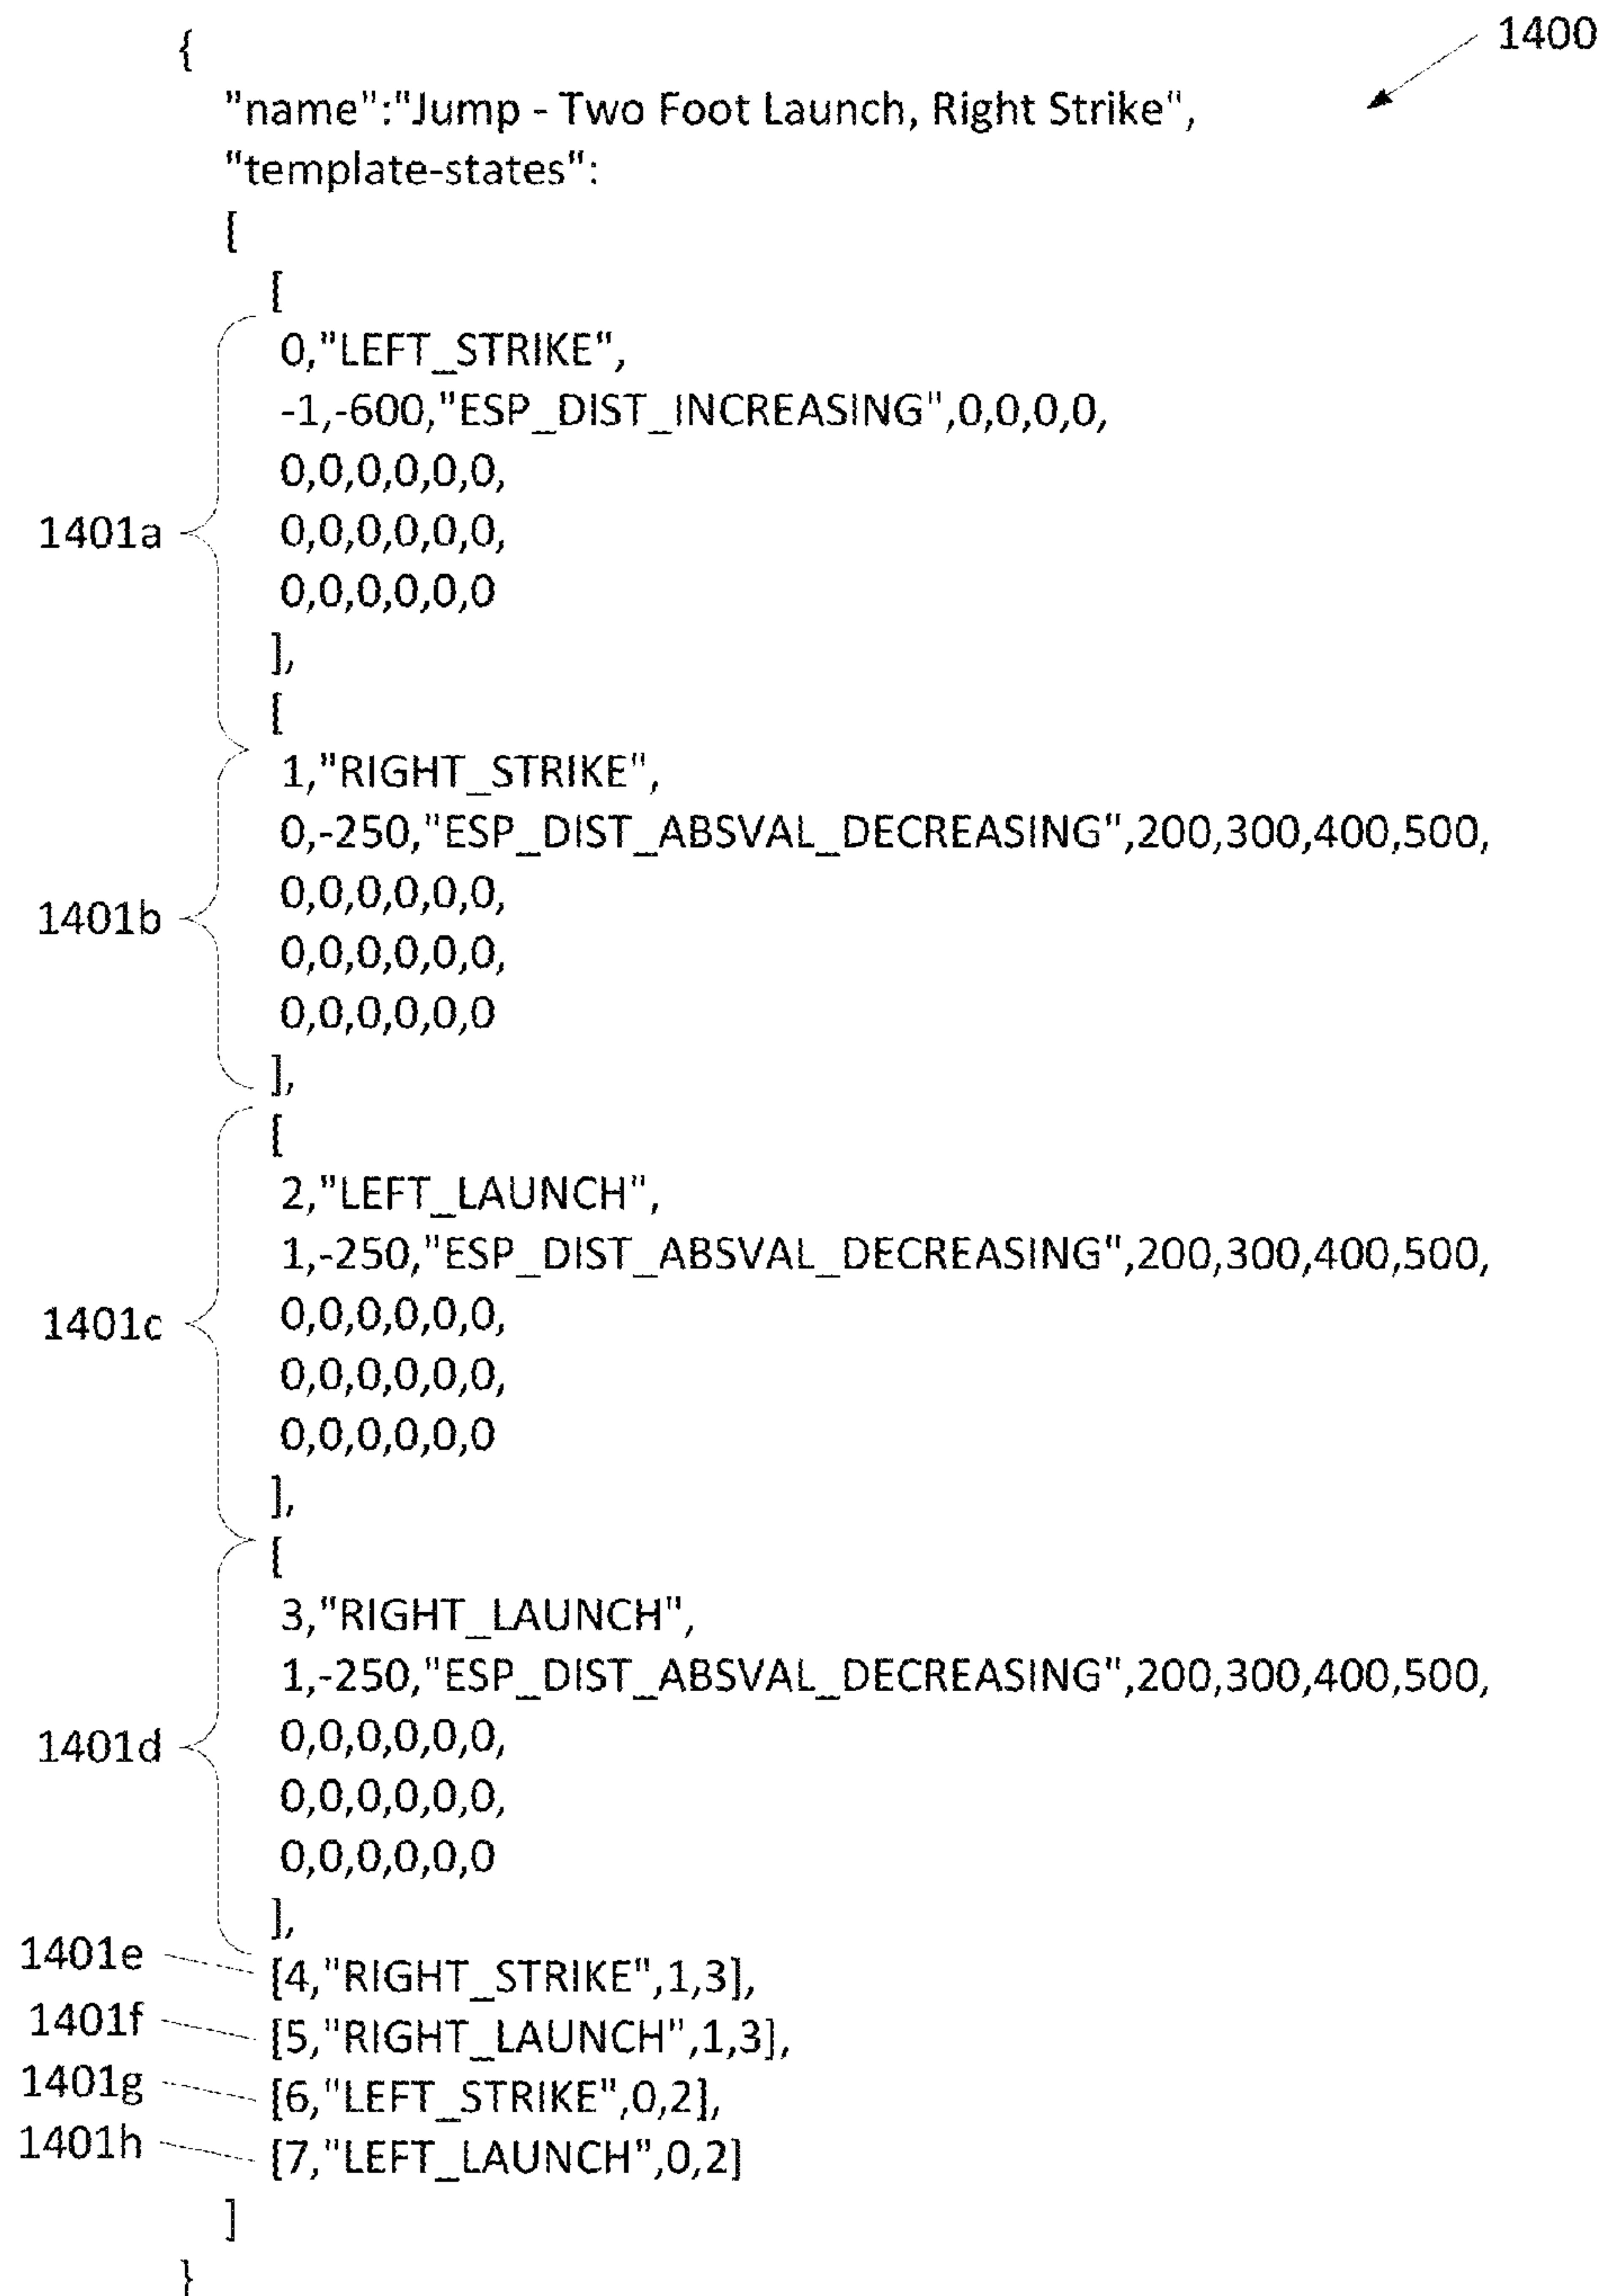 1400
{
"name":"Jump - Two Foot Launch, Right Strike",
"template-states":
[
[
0,"LEFT_STRIKE",
-1,-600,"ESP_DIST_INCREASING",0,0,0,0,
0,0,0,0,0,0,
1401a 0,0,0,0,0,0,
0,0,0,0,0,0
],
[
1,"RIGHT_STRIKE",
0,-250,"ESP_DIST_ABSVAL_DECREASING",200,300,400,500,
1401b 0,0,0,0,0,0,
0,0,0,0,0,0,
0,0,0,0,0,0
],
[
2,"LEFT_LAUNCH",
1,-250,"ESP_DIST_ABSVAL_DECREASING",200,300,400,500,
1401c 0,0,0,0,0,0,
0,0,0,0,0,0,
0,0,0,0,0,0
],
[
3,"RIGHT_LAUNCH",
1,-250,"ESP_DIST_ABSVAL_DECREASING",200,300,400,500,
1401d 0,0,0,0,0,0,
0,0,0,0,0,0,
0,0,0,0,0,0
],
1401e [4,"RIGHT_STRIKE",1,3],
1401f [5,"RIGHT_LAUNCH",1,3],
1401g [6,"LEFT_STRIKE",0,2],
1401h [7,"LEFT_LAUNCH",0,2]
]
}